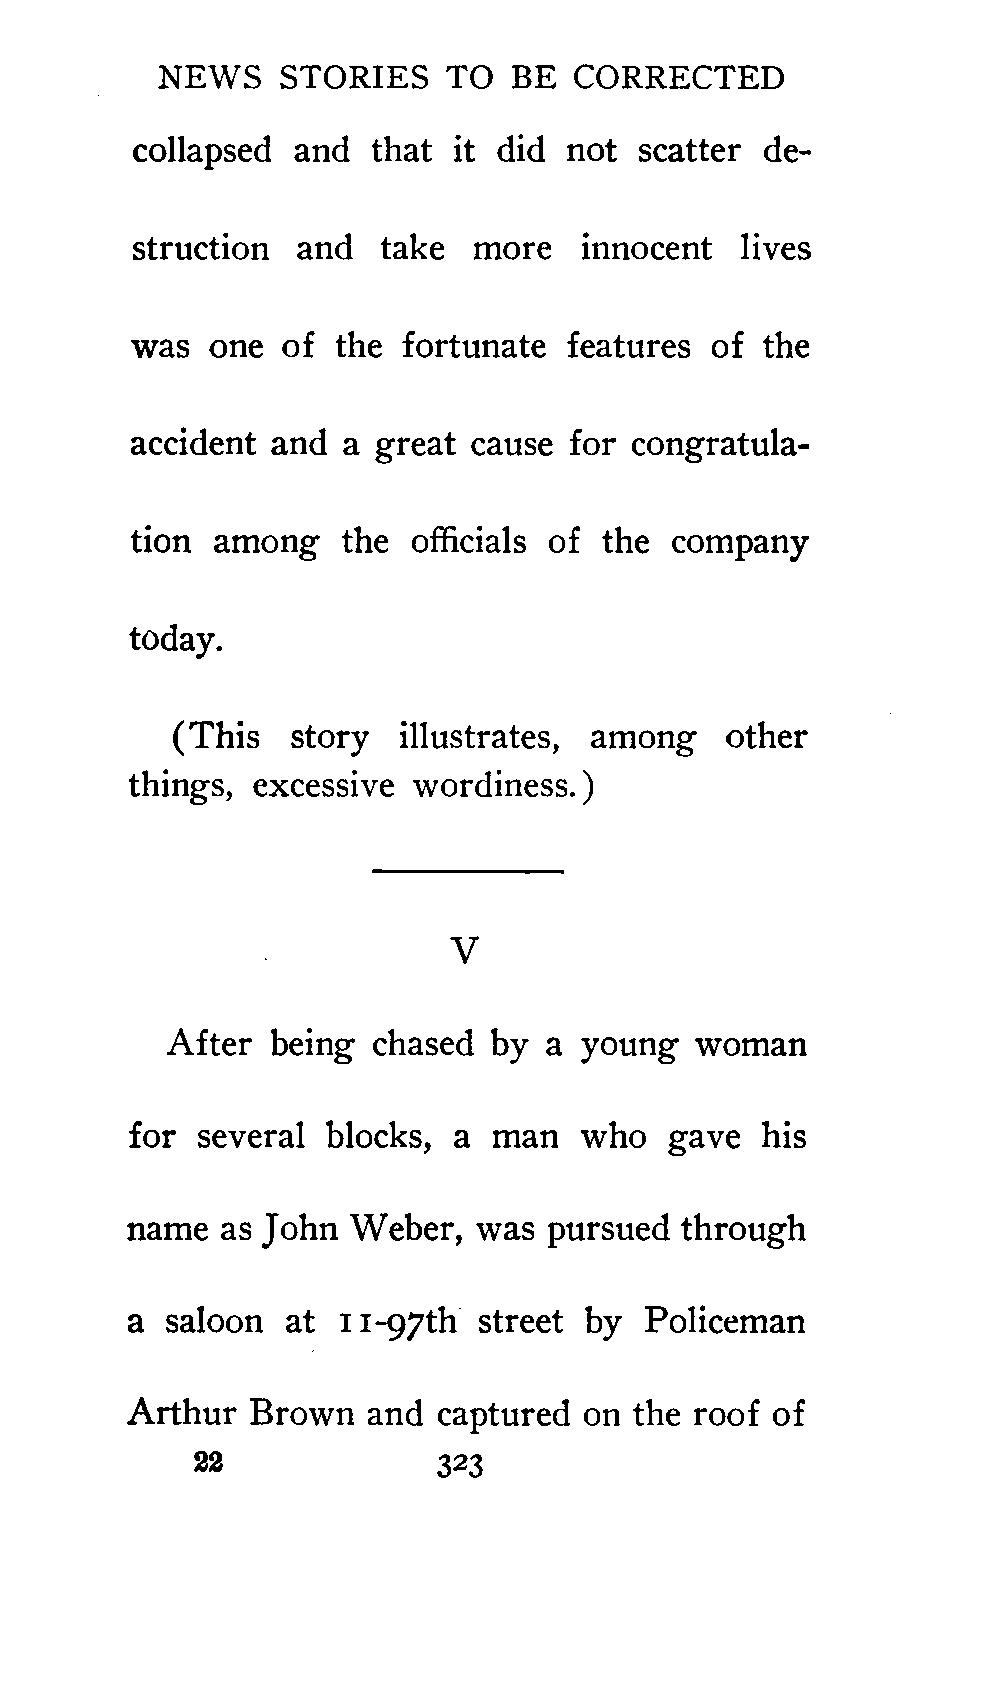 NEWS STORIES TO BE CORRECTED
collapsed and that it did not scatter de-
struction and take more innocent lives
was one of the fortunate features of the
accident and a great cause for congratula-
tion among the officials of the company
today.
(This story illustrates, among other
things, excessive wordiness.)
V
After being chased by a young woman
for several blocks, a man who gave his
name as John Weber, was pursued through
a saloon at 11-97th street by Policeman
Arthur Brown and captured on the roof of
22 323